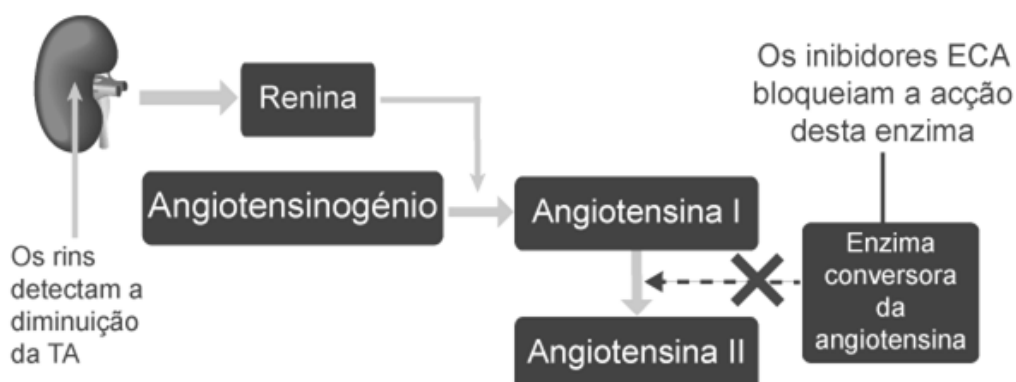 Os inibidores ECA
bloqueiam a acção
desta enzima
Renina
Angiotensinogénio
Angiotensina I
Os rins
detectam a
diminuição
da TA
Enzima
conversora
da
angiotensina
Angiotensina II